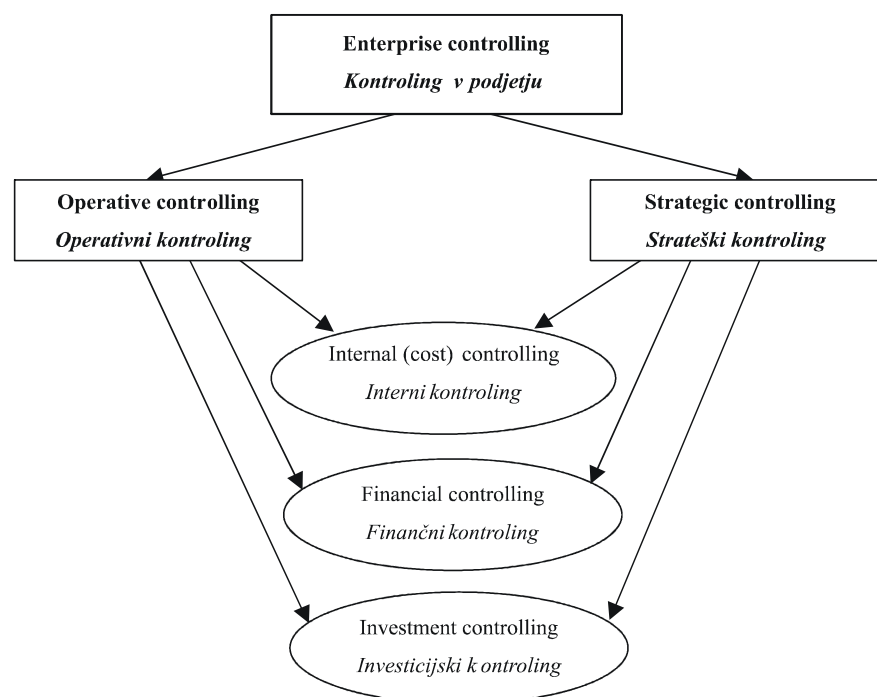 Enterprise controlling
Kontroling v podjetju
Operative controlling
Operativni kontroling
Strategic controlling
Strateški kontroling
Internal (cost) controlling
Interni kontroling
Financial controlling
Finančni kontroling
Investment controlling
Investicijski k ontroling